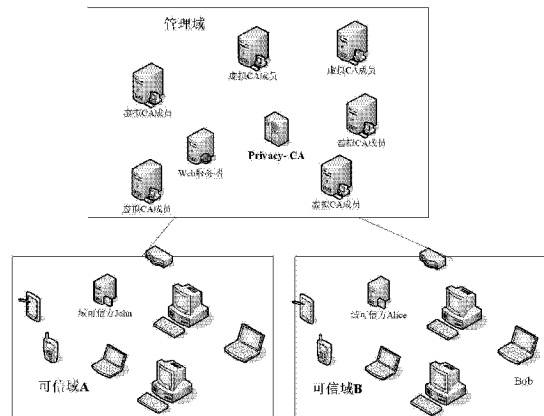 管理域
虚拟CA成员
虚拟CA成员
虚拟CA成员
虚拟CA成员
Web服务器
Privacy-CA
虚拟CA成员
虚拟CA成员
域可信方John
域可信方Alice
可信域A
可信域B
Bob